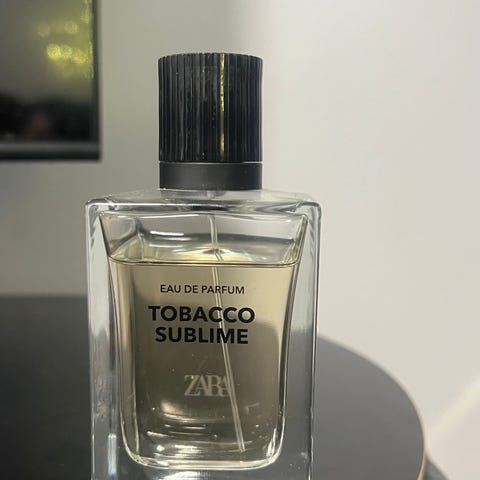 EAU DE PARFUM
TOBACCO
SUBLIME
ZARA